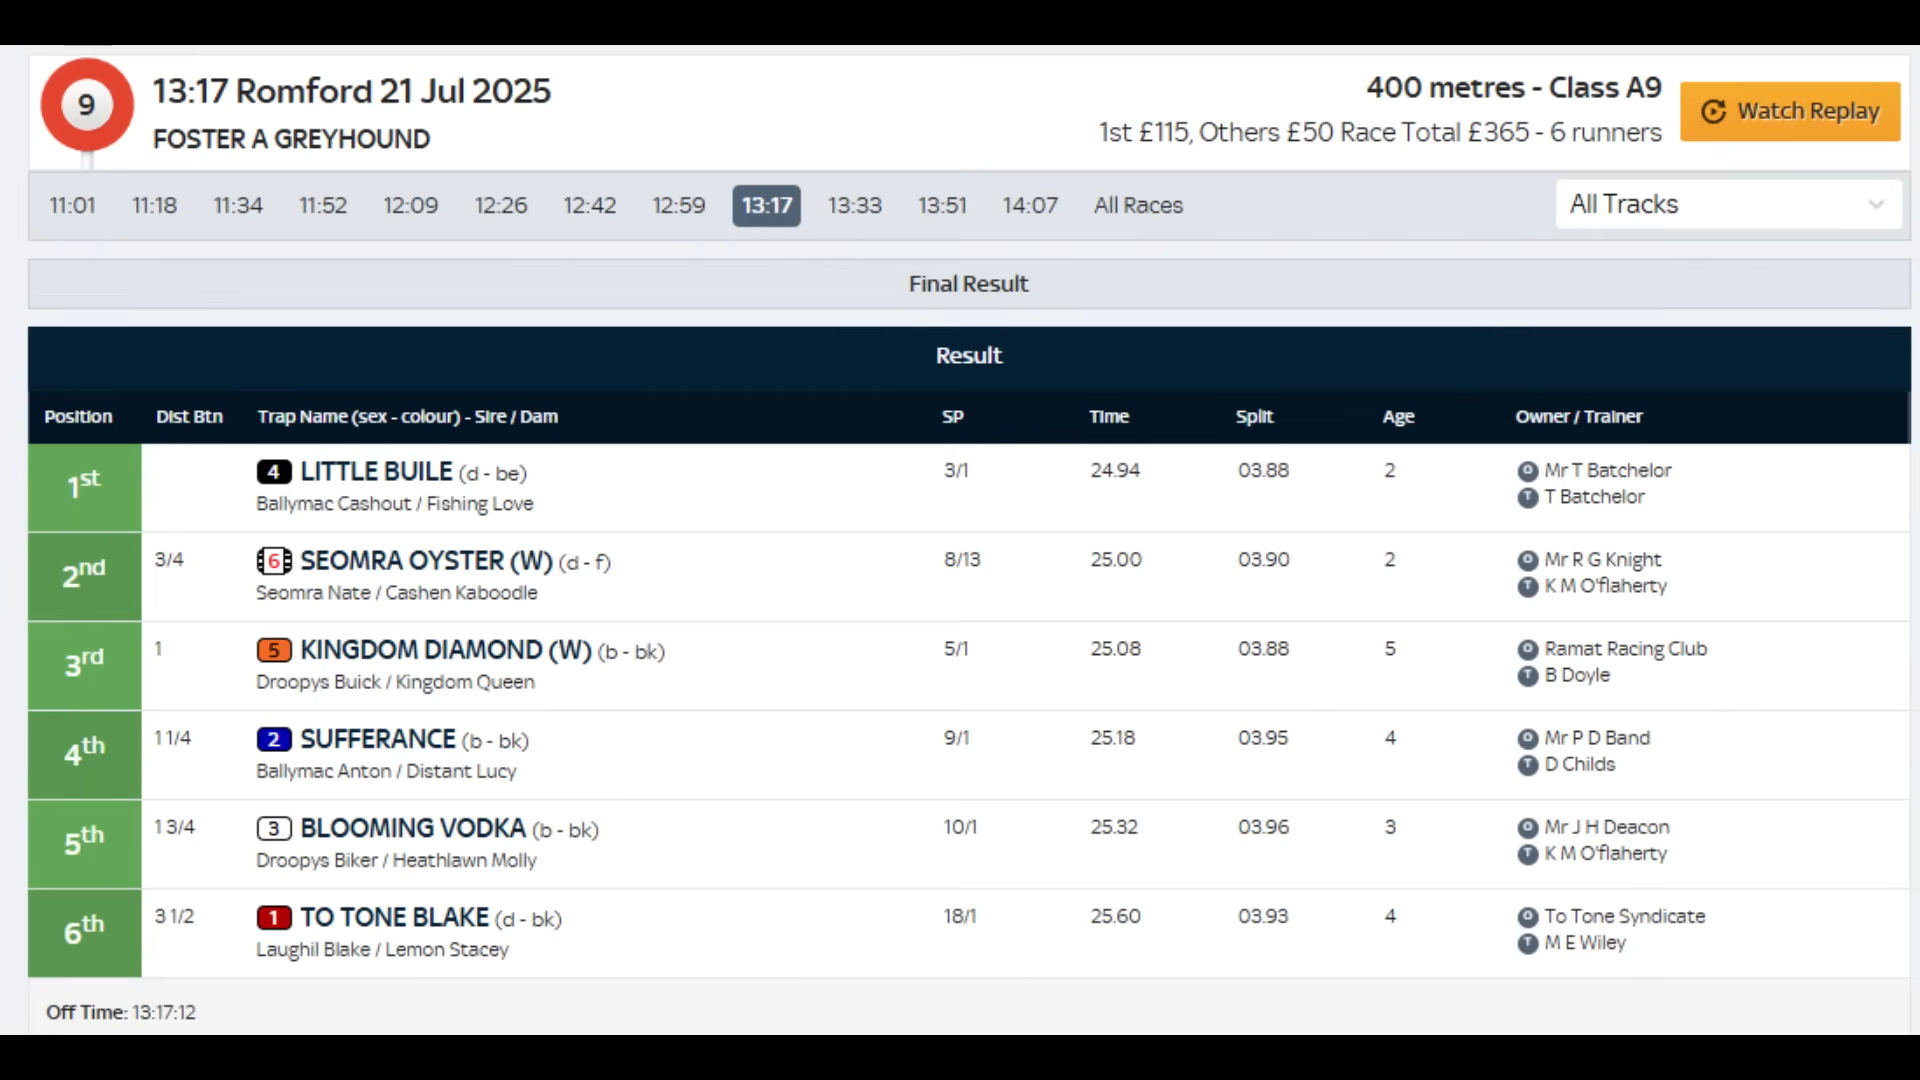 9
13:17 Romford 21 Jul 2025
FOSTER A GREYHOUND
400 metres - Class A9
1st £115, Others £50 Race Total £365 - 6 runners
Watch Replay
11:01 11:18 11:34 11:52 12:09 12:26 12:42 12:59 13:17 13:33 13:51 14:07 All Races
All Tracks
Final Result
Result
Position Dist Btn Trap Name (sex - colour) - Sire / Dam SP Time Split Age Owner / Trainer
1st 4 LITTLE BUILE (d - be) 3/1 24.94 03.88 2 O Mr T Batchelor
Ballymac Cashout / Fishing Love T T Batchelor
2nd 3/4 6 SEOMRA OYSTER (W) (d - f) 8/13 25.00 03.90 2 O Mr R G Knight
Seomra Nate / Cashen Kaboodle T K M O'flaherty
3rd 1 5 KINGDOM DIAMOND (W) (b - bk) 5/1 25.08 03.88 5 O Ramat Racing Club
Droopys Buick / Kingdom Queen T B Doyle
4th 1 1/4 2 SUFFERANCE (b - bk) 9/1 25.18 03.95 4 O Mr P D Band
Ballymac Anton / Distant Lucy T D Childs
5th 1 3/4 3 BLOOMING VODKA (b - bk) 10/1 25.32 03.96 3 O Mr J H Deacon
Droopys Biker / Heathlawn Molly T K M O'flaherty
6th 3 1/2 1 TO TONE BLAKE (d - bk) 18/1 25.60 03.93 4 O To Tone Syndicate
Laughil Blake / Lemon Stacey T M E Wiley
Off Time: 13:17:12